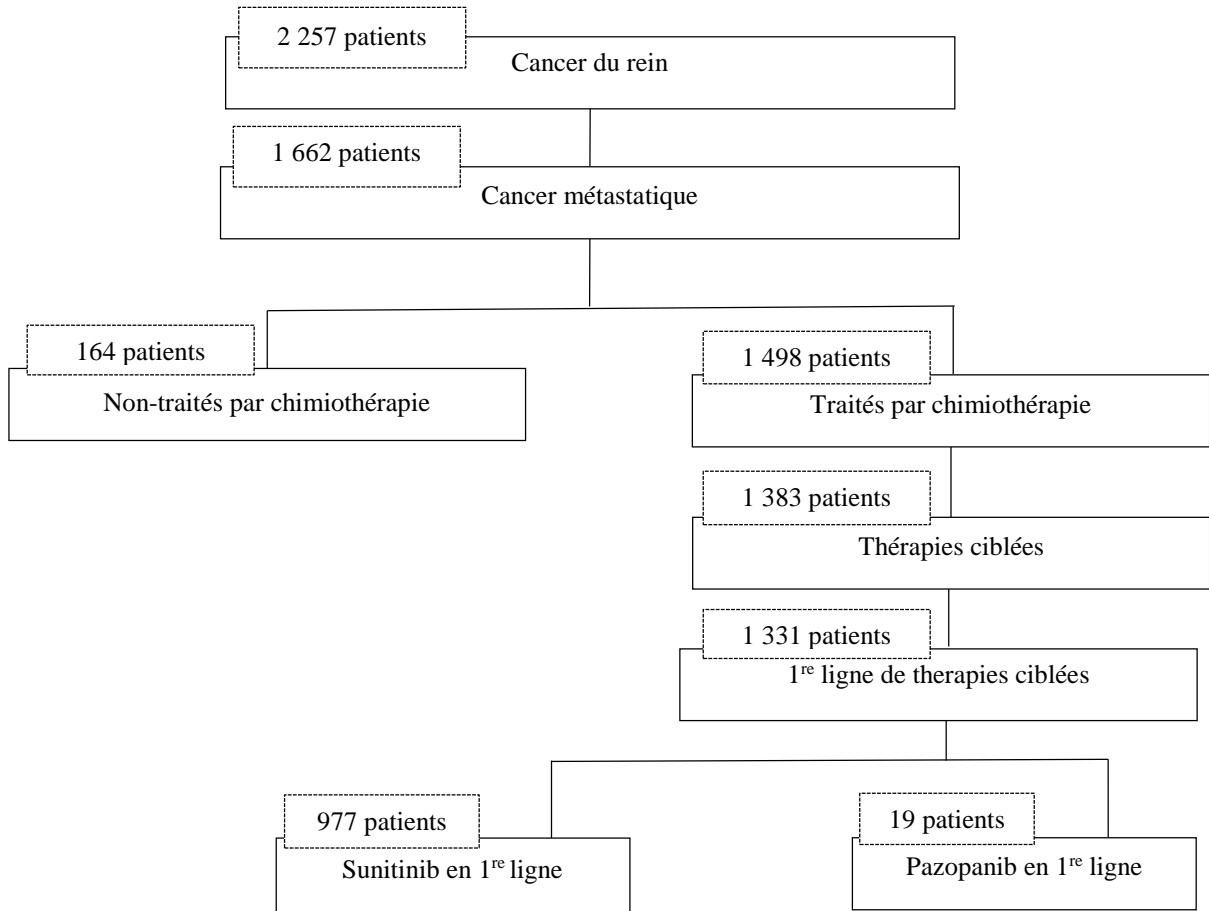 2 257 patients
Cancer du rein
1 662 patients
Cancer métastatique
164 patients
Non-traités par chimiothérapie
1 498 patients
Traités par chimiothérapie
1 383 patients
Thérapies ciblées
1 331 patients
1re ligne de therapies ciblées
977 patients
Sunitinib en 1re ligne
19 patients
Pazopanib en 1re ligne